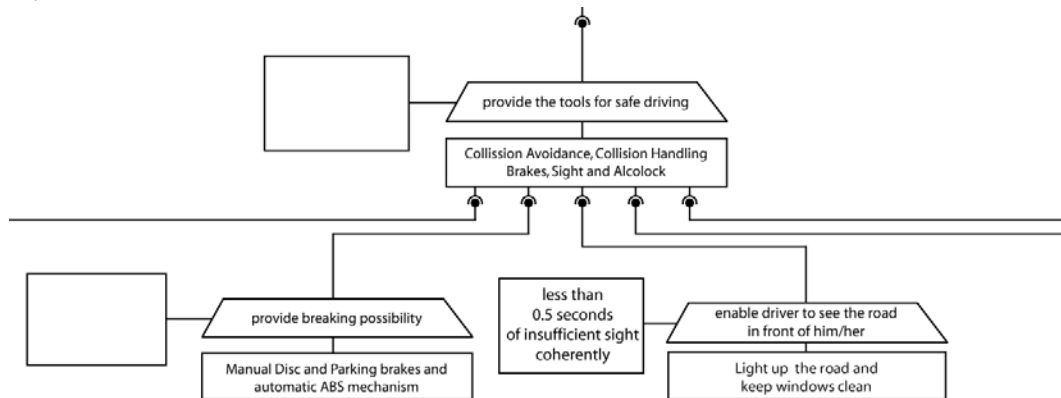 provide the tools for safe driving
Collission Avoidance, Collision Handling
Brakes, Sight and Alcolock
less than
0.5 seconds
of insufficient sight
coherently
provide breaking possibility
enable driver to see the road
in front of him/her
Manual Disc and Parking brakes and
automatic ABS mechanism
Light up the road and
keep windows clean